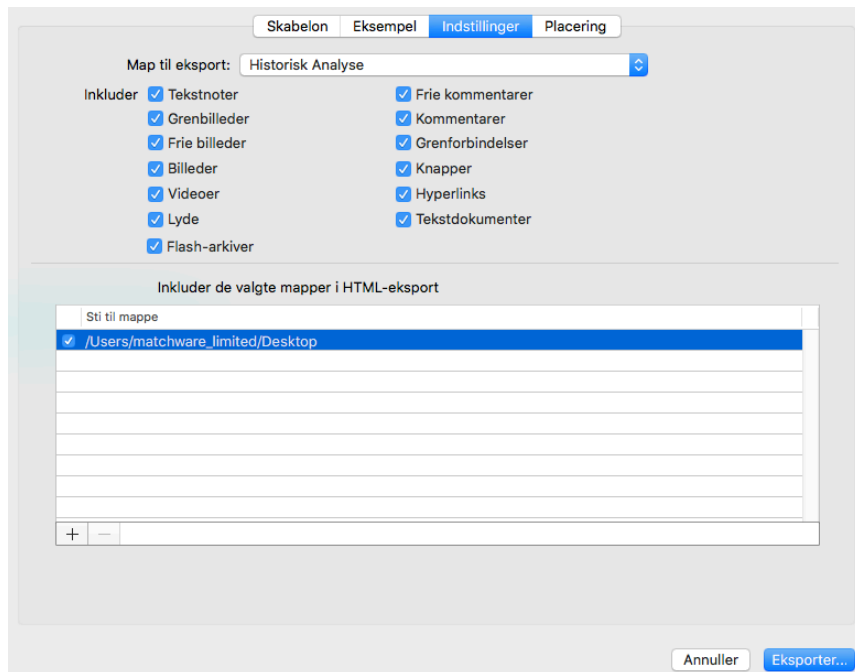 Skabelon Eksempel Indstillinger Placering
Map til eksport: Historisk Analyse
Inkluder Tekstnoter Frie kommentarer
Grenbilleder Kommentarer
Frie billeder Grenforbindelser
Billeder Knapper
Videoer Hyperlinks
Lyde Tekstdokumenter
Flash-arkiver
Inkluder de valgte mapper i HTML-eksport
Sti til mappe
/Users/matchware_limited/Desktop
Annuller Eksporter...